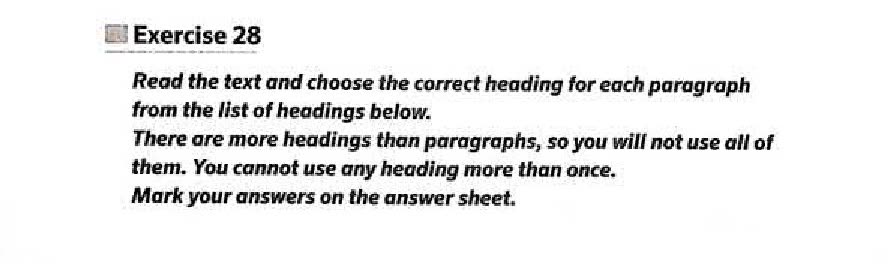 Exercise 28
Read the text and choose the correct heading for each paragraph
from the list of headings below.
There are more headings than paragraphs, so you will not use all of
them. You cannot use any heading more than once.
Mark your answers on the answer sheet.